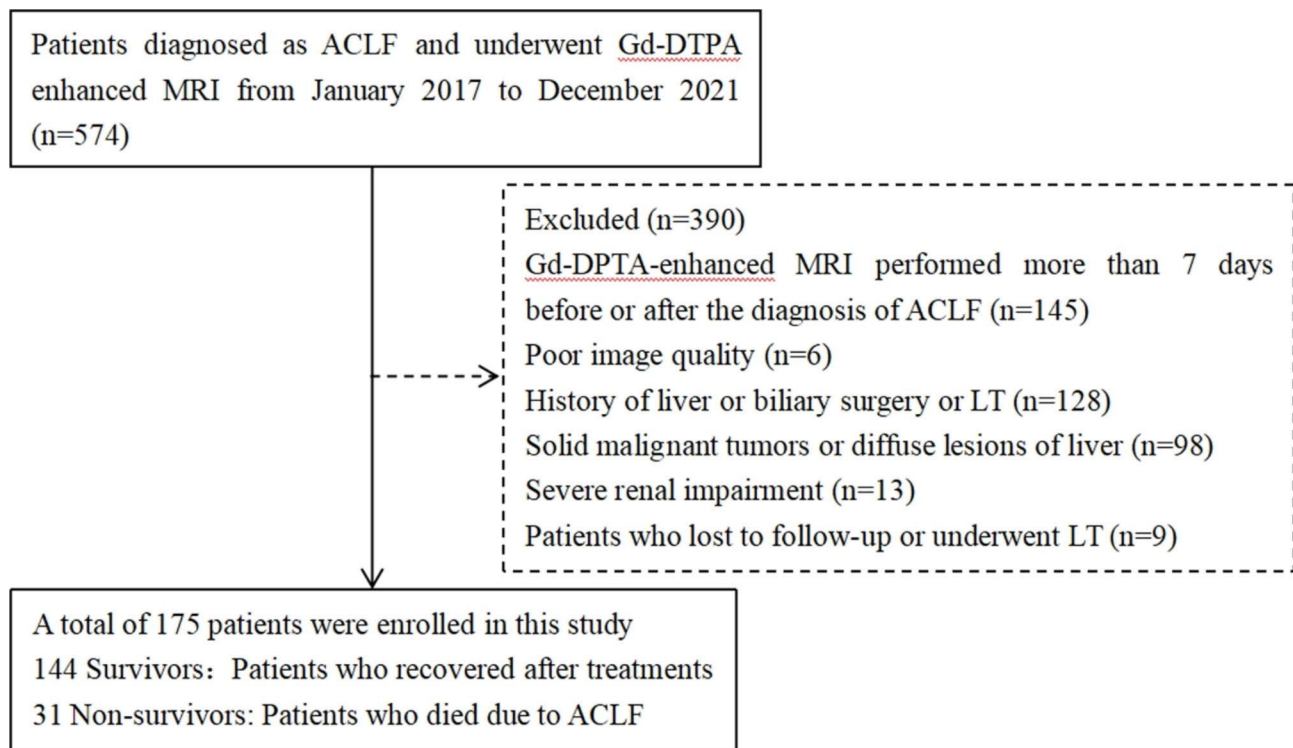 Patients diagnosed as ACLF and underwent Gd-DTPA
enhanced MRI from January 2017 to December 2021
(n=574)
Excluded (n=390)
Gd-DPTA-enhanced MRI performed more than 7 days
before or after the diagnosis of ACLF (n=145)
Poor image quality (n=6)
History of liver or biliary surgery or LT (n=128)
Solid malignant tumors or diffuse lesions of liver (n=98)
Severe renal impairment (n=13)
Patients who lost to follow-up or underwent LT (n=9)
A total of 175 patients were enrolled in this study
144 Survivors：Patients who recovered after treatments
31 Non-survivors: Patients who died due to ACLF